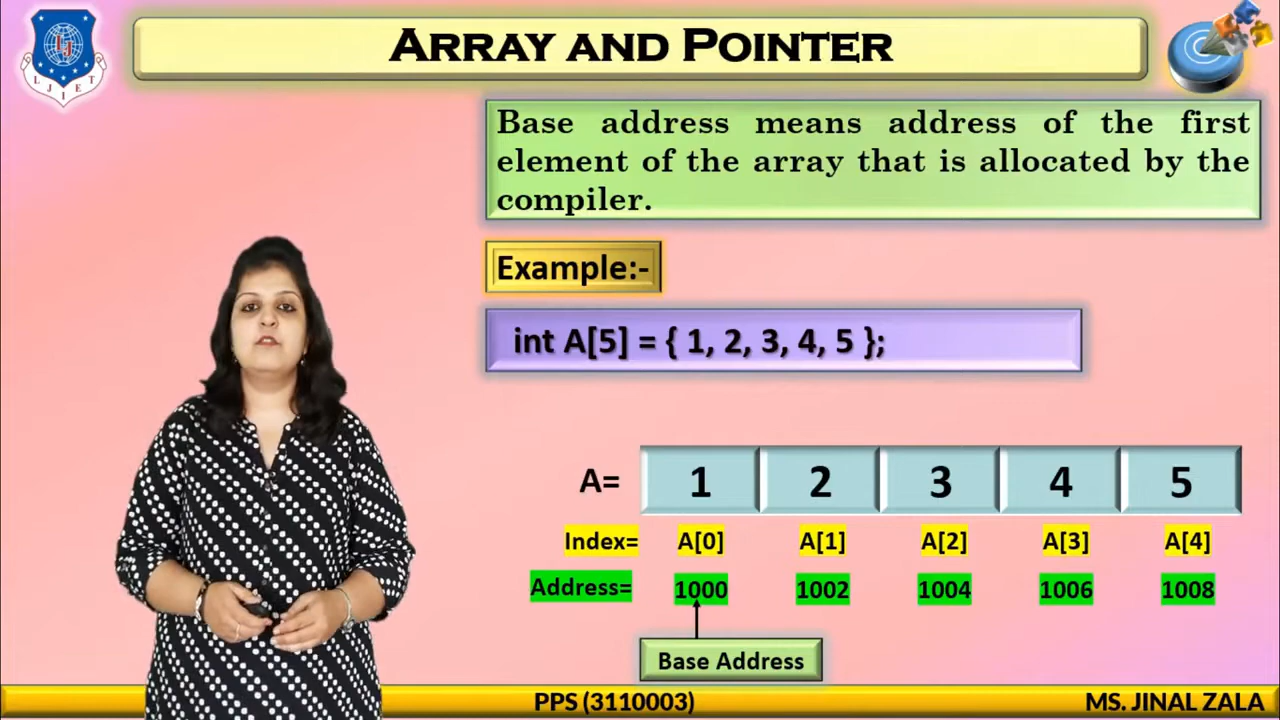 ARRAY AND POINTER
LJIET
Base address means address of the first
element of the array that is allocated by the
compiler.
Example:-
int A[5] = { 1, 2, 3, 4, 5 };
A= 1 2 3 4 5
Index= A[0] A[1] A[2] A[3] A[4]
Address= 1000 1002 1004 1006 1008
Base Address
PPS (3110003) MS. JINAL ZALA